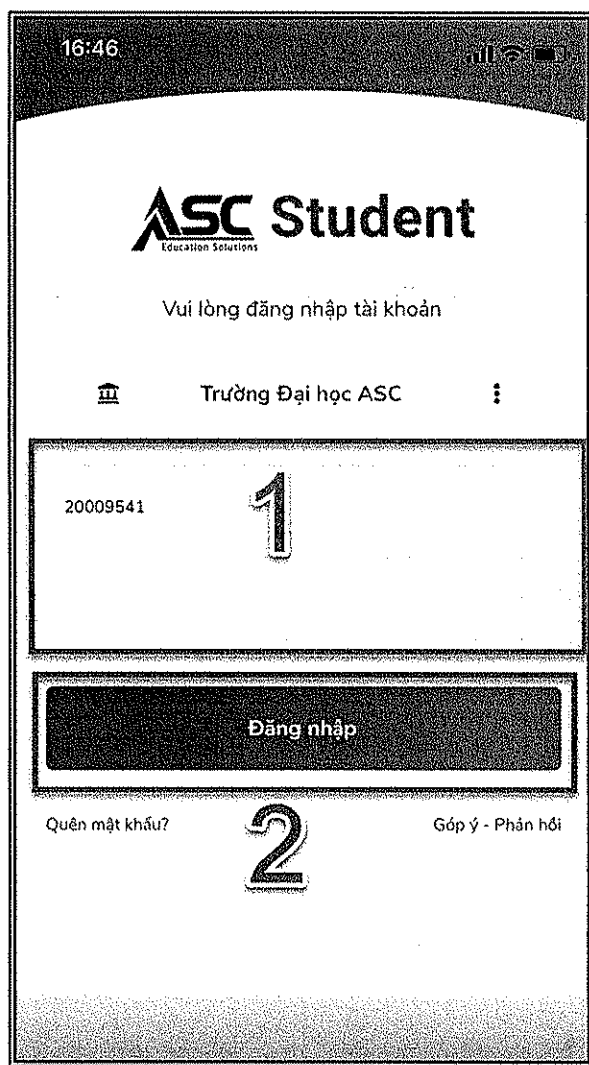 16:46
ASC Student
Education Solutions
Vui lòng đăng nhập tài khoản
Trường Đại học ASC
20009541
1
Đăng nhập
2
Quên mật khẩu?
Góp ý - Phản hồi